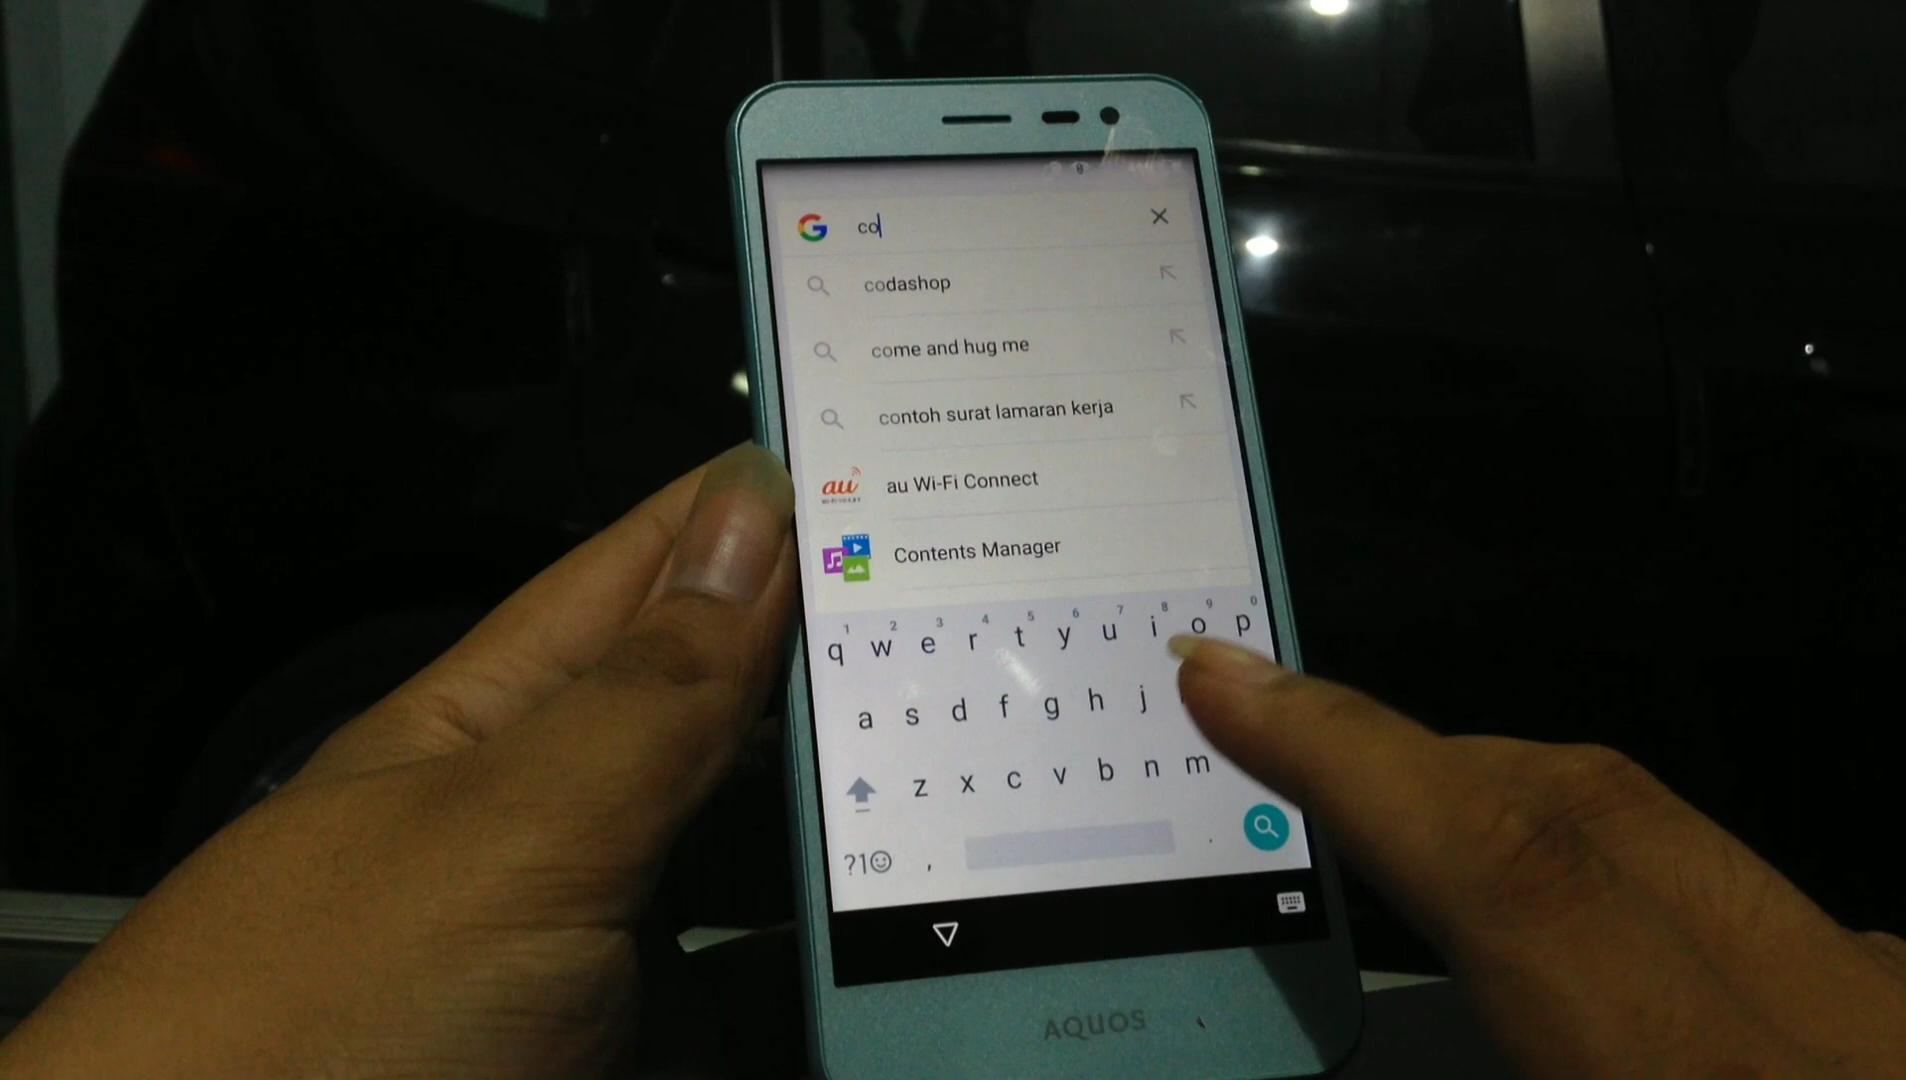 co
codashop
come and hug me
contoh surat lamaran kerja
au
au Wi-Fi Connect
Contents Manager
1 2 3 4 5 6 7 8 9 0
q w e r t y u i o p
a s d f g h j
z x c v b n m
?1☺ , .
AQUOS